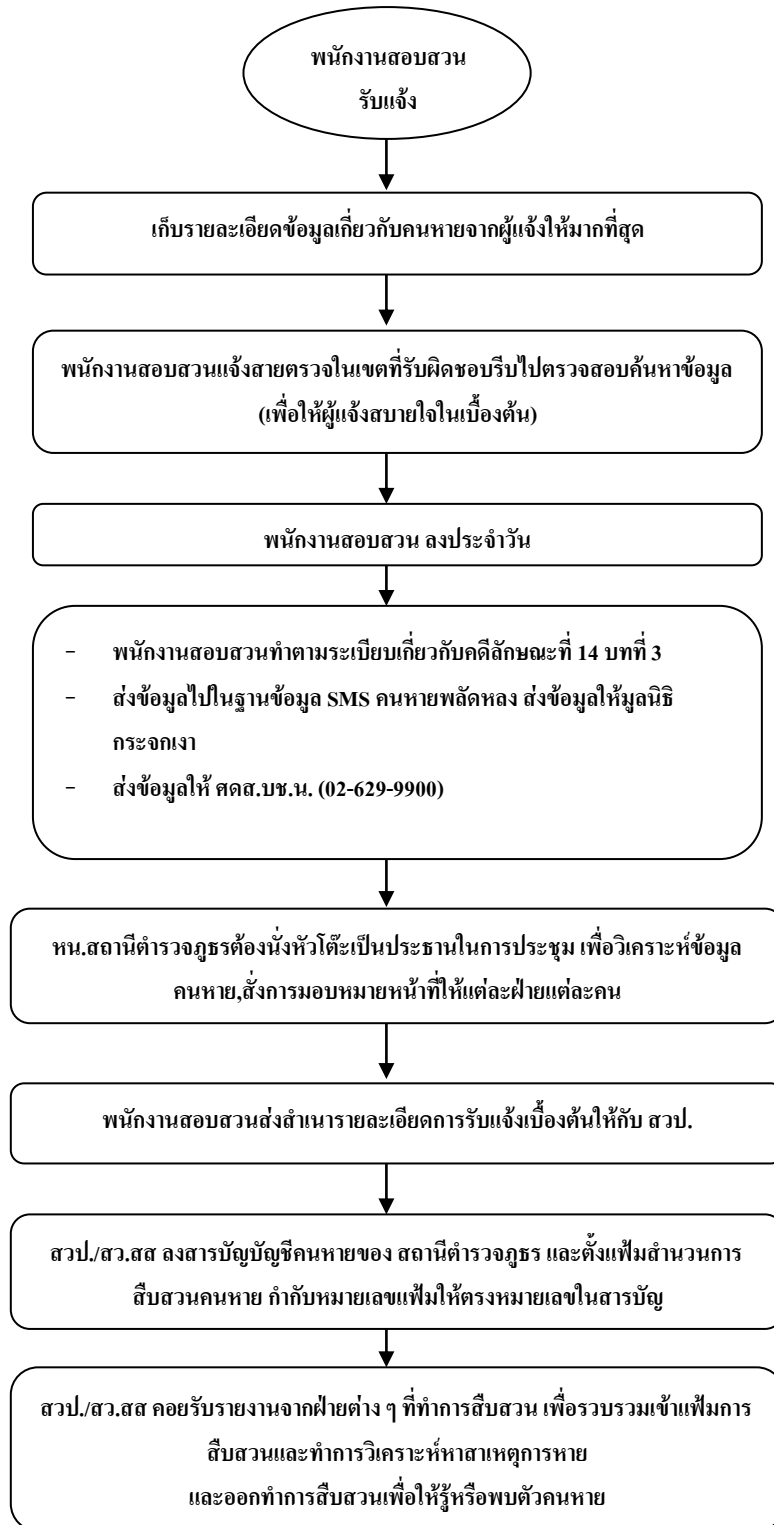 พนักงานสอบสวน
รับแจ้ง
เก็บรายละเอียดข้อมูลเกี่ยวกับคนหายจากผู้แจ้งให้มากที่สุด
พนักงานสอบสวนแจ้งสายตรวจในเขตที่รับผิดชอบรีบไปตรวจสอบค้นหาข้อมูล
(เพื่อให้ผู้แจ้งสบายใจในเบื้องต้น)
พนักงานสอบสวน ลงประจำวัน
- พนักงานสอบสวนทำตามระเบียบเกี่ยวกับคดีลักษณะที่ 14 บทที่ 3
- ส่งข้อมูลไปในฐานข้อมูล SMS คนหายพลัดหลง ส่งข้อมูลให้มูลนิธิ
กระจกเงา
- ส่งข้อมูลให้ ศดส.บช.น. (02-629-9900)
หน.สถานีตำรวจภูธรต้องนั่งหัวโต๊ะเป็นประธานในการประชุม เพื่อวิเคราะห์ข้อมูล
คนหาย,สั่งการมอบหมายหน้าที่ให้แต่ละฝ่ายแต่ละคน
พนักงานสอบสวนส่งสำเนารายละเอียดการรับแจ้งเบื้องต้นให้กับ สวป.
สวป./สว.สส ลงสารบัญบัญชีคนหายของ สถานีตำรวจภูธร และตั้งแฟ้มสำนวนการ
สืบสวนคนหาย กำกับหมายเลขแฟ้มให้ตรงหมายเลขในสารบัญ
สวป./สว.สส คอยรับรายงานจากฝ่ายต่าง ๆ ที่ทำการสืบสวน เพื่อรวบรวมเข้าแฟ้มการ
สืบสวนและทำการวิเคราะห์หาสาเหตุการหาย
และออกทำการสืบสวนเพื่อให้รู้หรือพบตัวคนหาย